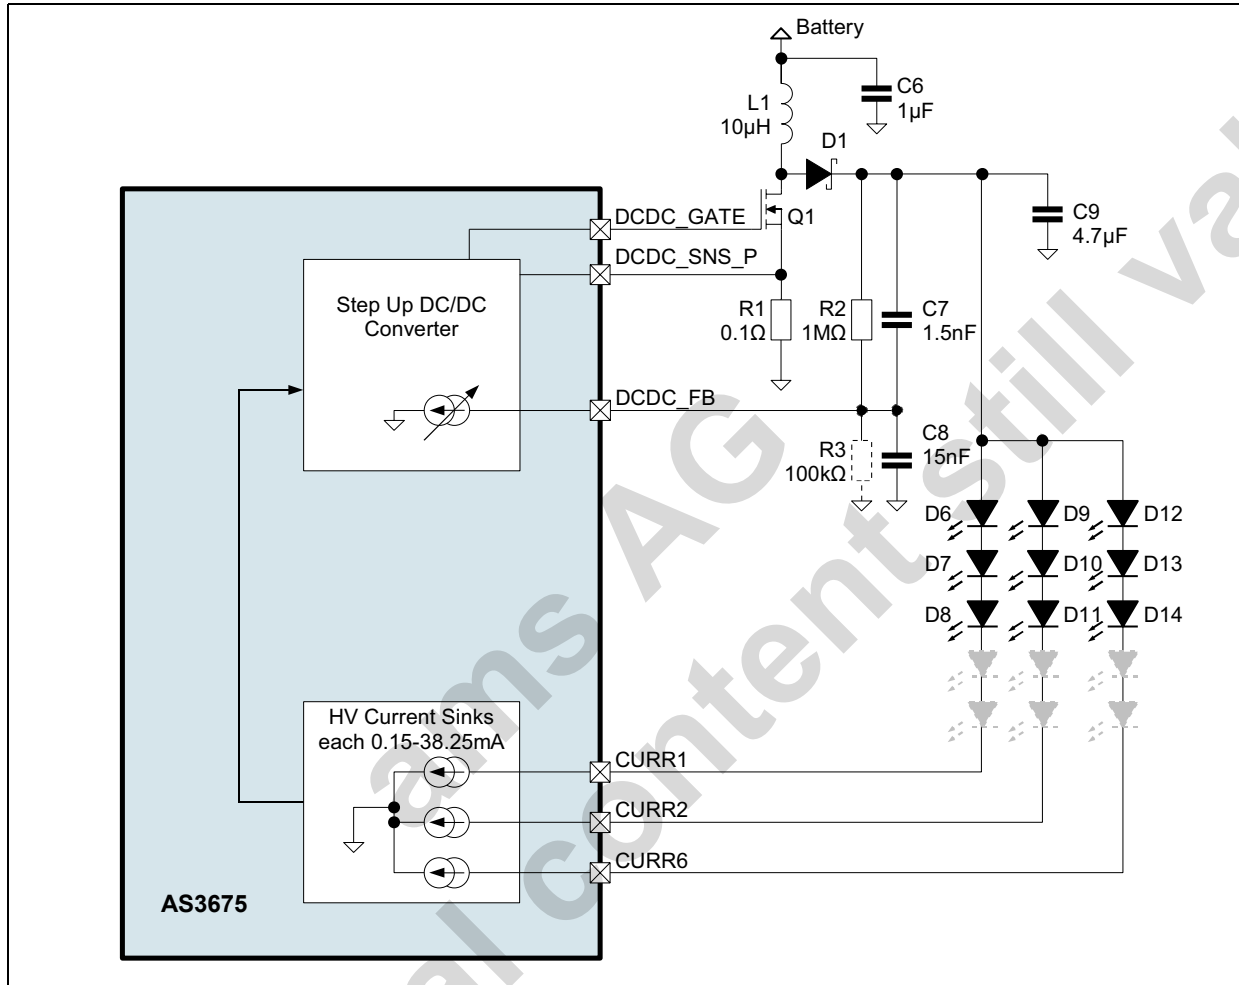 Battery
C6
1µF
L1
10µH
D1
DCDC_GATE
Q1
C9
4.7µF
DCDC_SNS_P
Step Up DC/DC
Converter
R1
0.1Ω
R2
1MΩ
C7
1.5nF
DCDC_FB
R3
100kΩ
C8
15nF
D6
D9
D12
D7
D10
D13
D8
D11
D14
HV Current Sinks
each 0.15-38.25mA
CURR1
CURR2
CURR6
AS3675
ams AG
al content still va